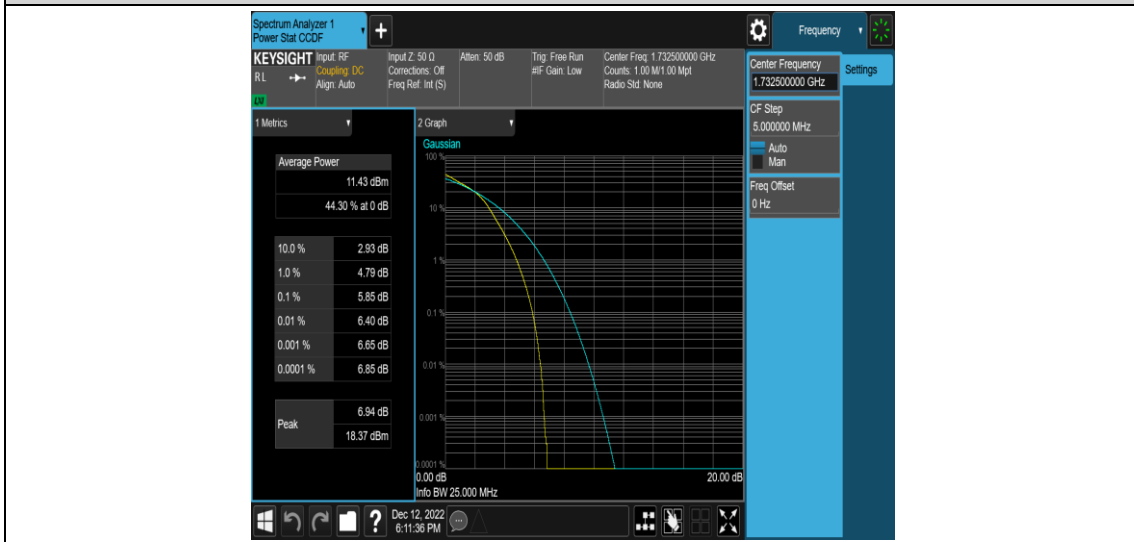 Spectrum Analyzer 1
Power Stat CCDF
+
Frequency
KEYSIGHT
RL
Input: RF
Coupling: DC
Align: Auto
Input Z: 50 Ω
Corrections: Off
Freq Ref: Int (S)
Atten: 50 dB
Trig: Free Run
#IF Gain: Low
Center Freq: 1.732500000 GHz
Counts: 1.00 M/1.00 Mpt
Radio Std: None
Center Frequency
1.732500000 GHz
Settings
CF Step
5.000000 MHz
Auto
Man
Freq Offset
0 Hz
1 Metrics
Average Power
11.43 dBm
44.30 % at 0 dB
10.0 % 2.93 dB
1.0 % 4.79 dB
0.1 % 5.85 dB
0.01 % 6.40 dB
0.001 % 6.65 dB
0.0001 % 6.85 dB
Peak 6.94 dB
18.37 dBm
2 Graph
Gaussian
100 %
10 %
1 %
0.1 %
0.01 %
0.001 %
0.0001 %
0.00 dB 20.00 dB
Info BW 25.000 MHz
?
Dec 12, 2022
6:11:36 PM